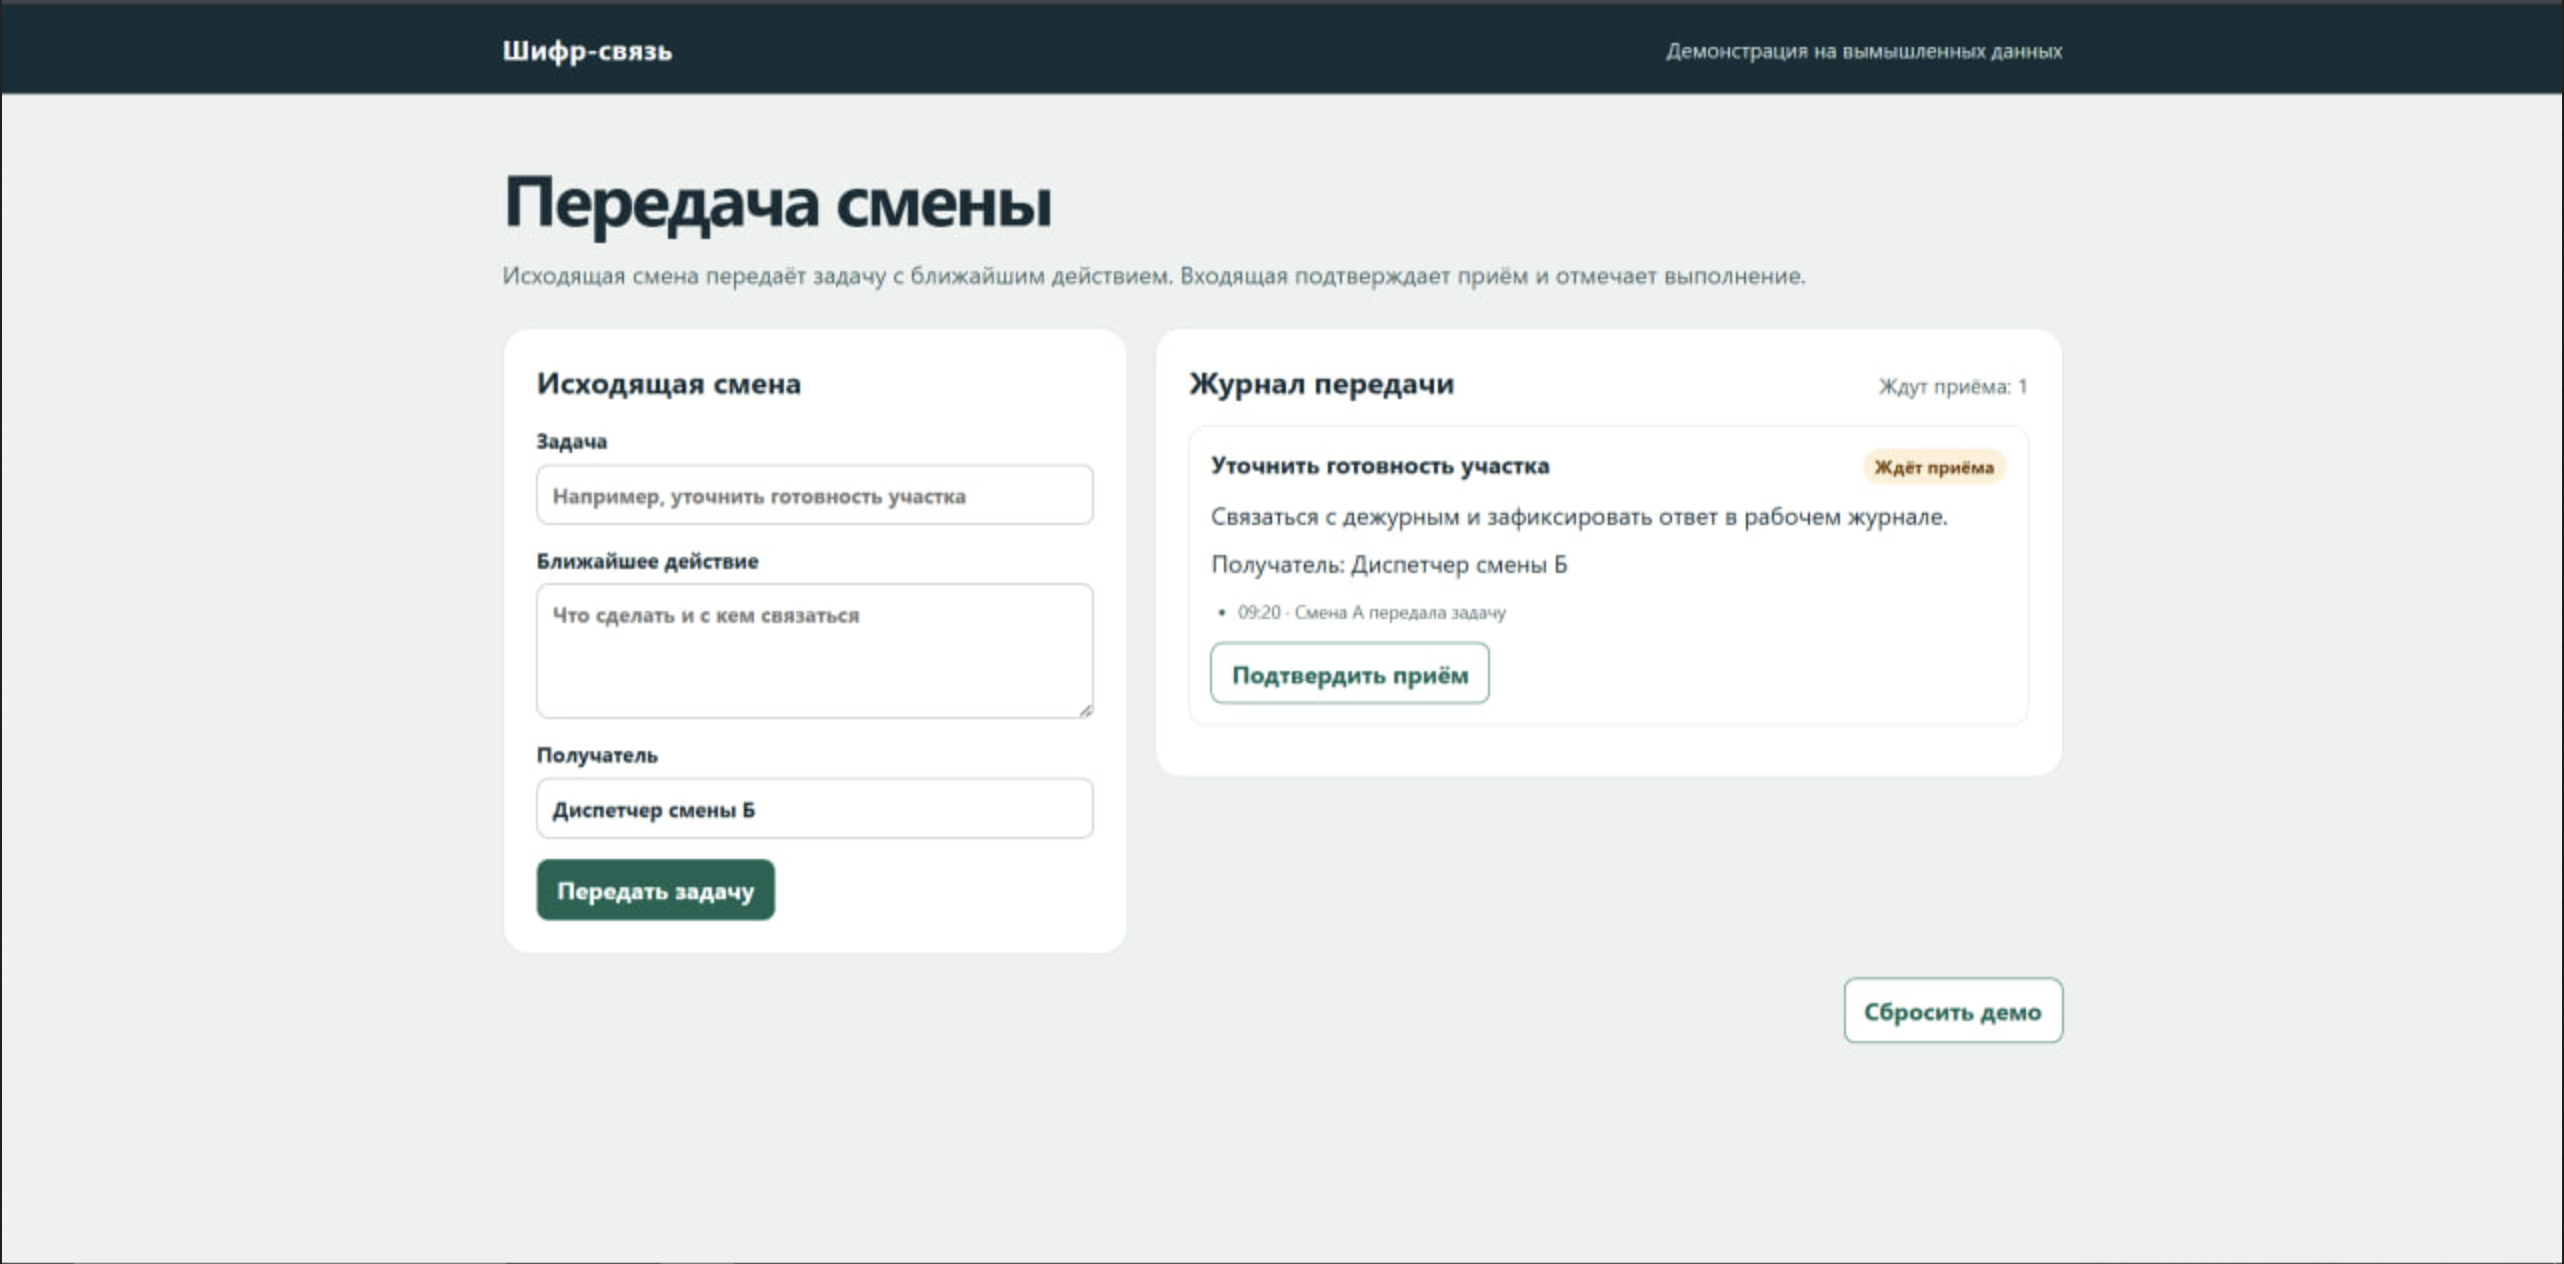 Шифр-связь
Демонстрация на вымышленных данных
Передача смены
Исходящая смена передаёт задачу с ближайшим действием. Входящая подтверждает приём и отмечает выполнение.
Исходящая смена
Задача
Например, уточнить готовность участка
Ближайшее действие
Что сделать и с кем связаться
Получатель
Диспетчер смены Б
Передать задачу
Журнал передачи
Ждут приёма: 1
Уточнить готовность участка
Ждёт приёма
Связаться с дежурным и зафиксировать ответ в рабочем журнале.
Получатель: Диспетчер смены Б
• 09:20 · Смена А передала задачу
Подтвердить приём
Сбросить демо